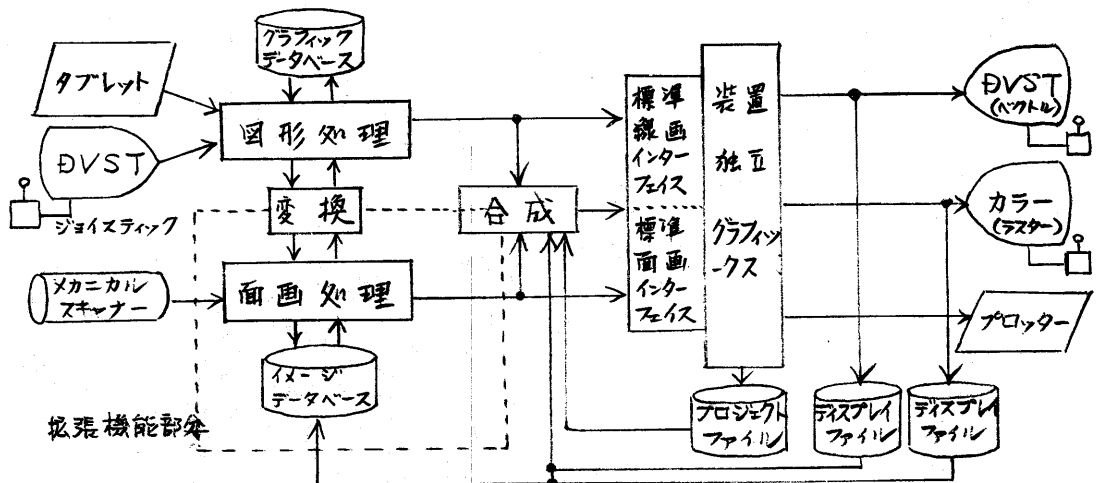 グラフィック
データベース
タブレット
図形処理
DVST
ジョイスティック
変換
合成
メカニカル
スキャナー
面画処理
イメージ
データベース
拡張機能部分
標準
線画
インター
フェイス
標準
面画
インター
フェイス
装置
独立
グラフィッ
ークス
DVST
(ベクトル)
カラー
(ラスター)
プロッター
プロジェクト
ファイル
ディスプレイ
ファイル
ディスプレイ
ファイル